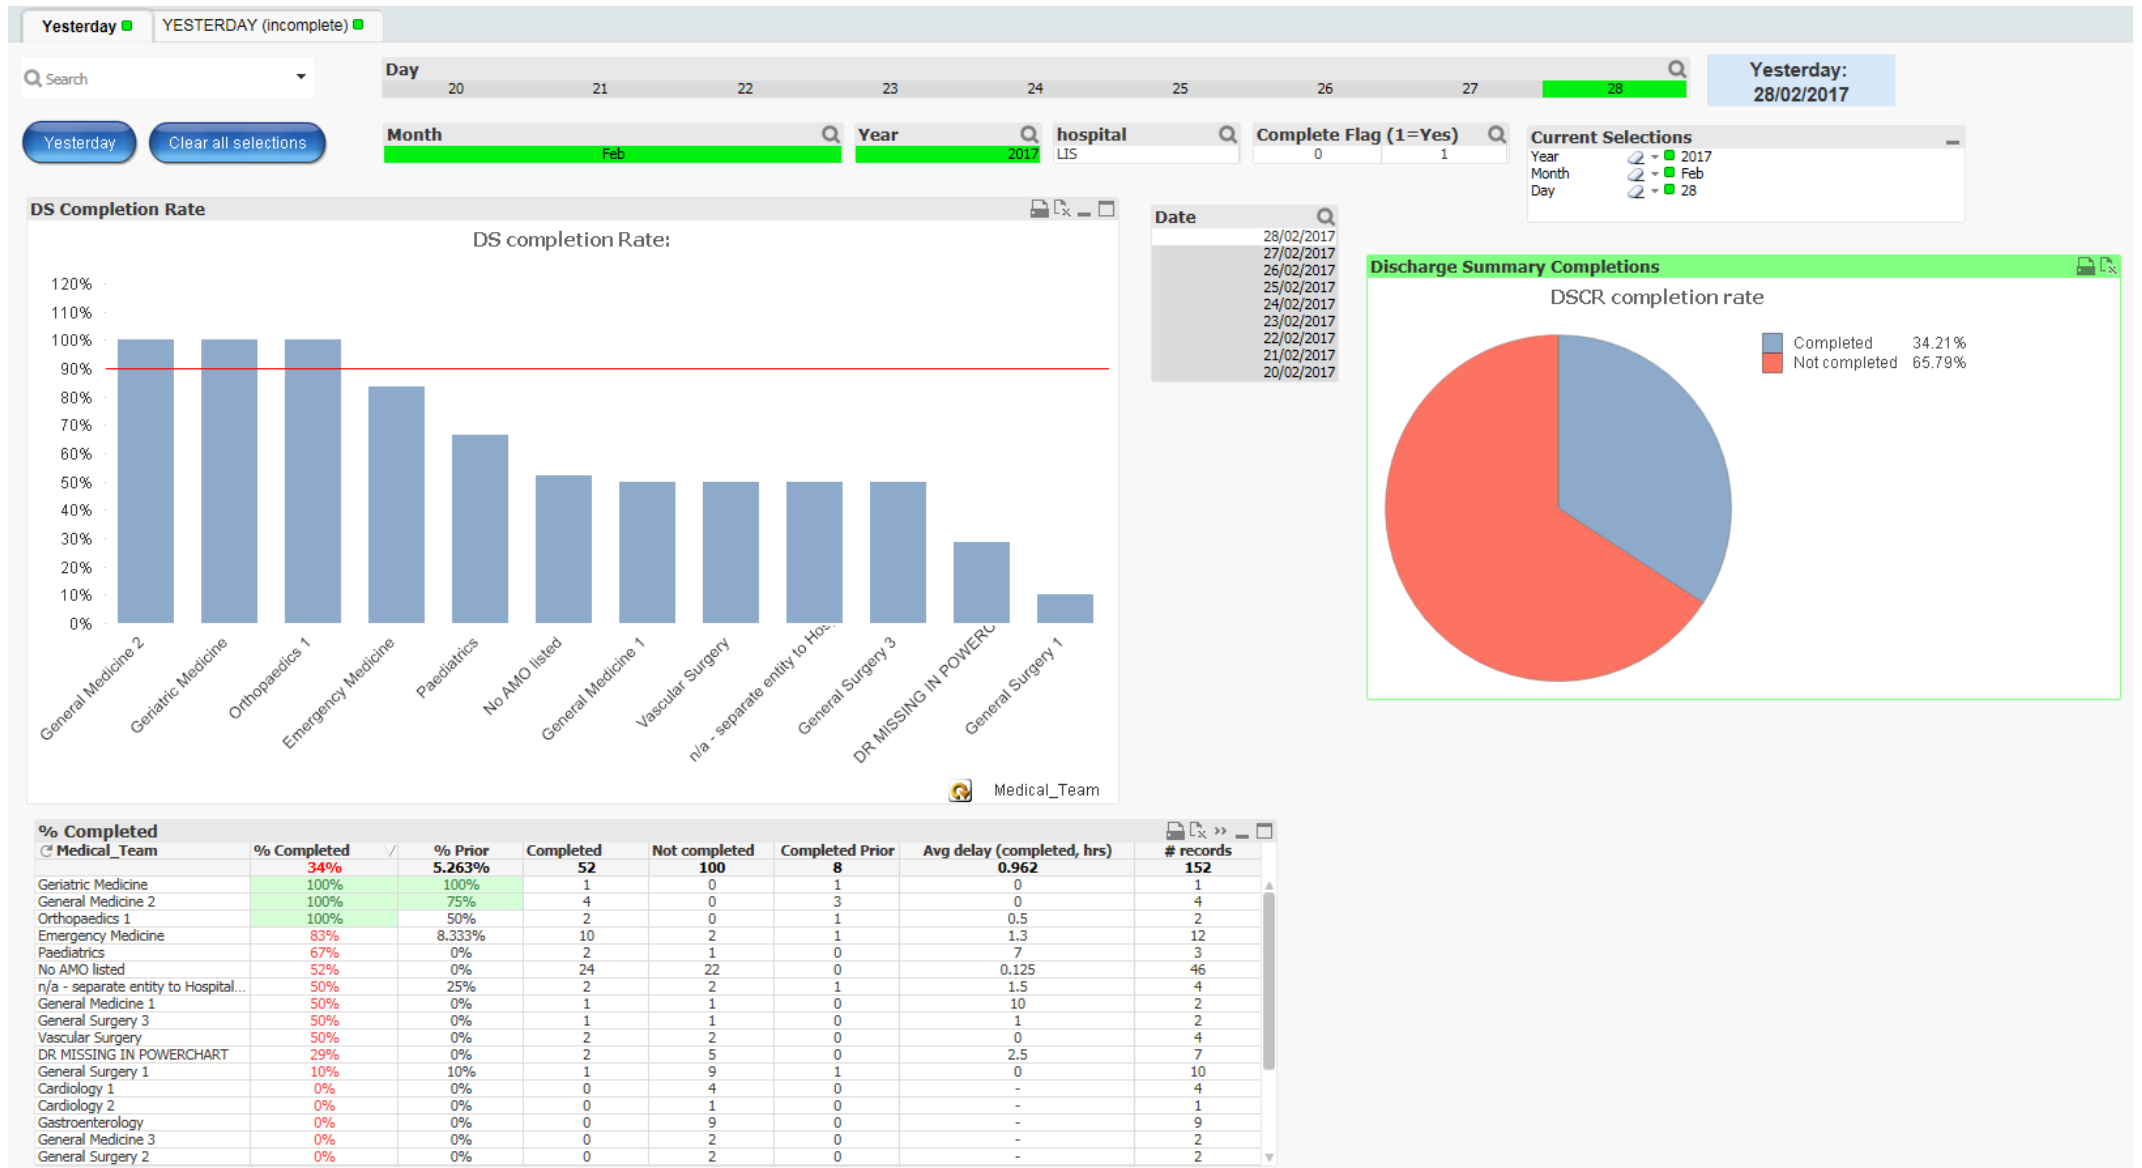 Yesterday
YESTERDAY (incomplete)
Search
Day
20 21 22 23 24 25 26 27 28
Yesterday:
28/02/2017
Yesterday
Clear all selections
Month
Feb
Year
2017
hospital
LIS
Complete Flag (1=Yes)
0 1
Current Selections
Year 2017
Month Feb
Day 28
DS Completion Rate
DS completion Rate:
120%
110%
100%
90%
80%
70%
60%
50%
40%
30%
20%
10%
0%
General Medicine 2
Geriatric Medicine
Orthopaedics 1
Emergency Medicine
Paediatrics
No AMO listed
General Medicine 1
Vascular Surgery
n/a - separate entity to Hos
General Surgery 3
DR MISSING IN POWERC
General Surgery 1
Medical_Team
Date
28/02/2017
27/02/2017
26/02/2017
25/02/2017
24/02/2017
23/02/2017
22/02/2017
21/02/2017
20/02/2017
Discharge Summary Completions
DSCR completion rate
Completed 34.21%
Not completed 65.79%
% Completed
Medical_Team % Completed % Prior Completed Not completed Completed Prior Avg delay (completed, hrs) # records
34% 5.263% 52 100 8 0.962 152
Geriatric Medicine 100% 100% 1 0 1 0 1
General Medicine 2 100% 75% 4 0 3 0 4
Orthopaedics 1 100% 50% 2 0 1 0.5 2
Emergency Medicine 83% 8.333% 10 2 1 1.3 12
Paediatrics 67% 0% 2 1 0 7 3
No AMO listed 52% 0% 24 22 0 0.125 46
n/a - separate entity to Hospital... 50% 25% 2 2 1 1.5 4
General Medicine 1 50% 0% 1 1 0 10 2
General Surgery 3 50% 0% 1 1 0 1 2
Vascular Surgery 50% 0% 2 2 0 0 4
DR MISSING IN POWERCHART 29% 0% 2 5 0 2.5 7
General Surgery 1 10% 10% 1 9 1 0 10
Cardiology 1 0% 0% 0 4 0 - 4
Cardiology 2 0% 0% 0 1 0 - 1
Gastroenterology 0% 0% 0 9 0 - 9
General Medicine 3 0% 0% 0 2 0 - 2
General Surgery 2 0% 0% 0 2 0 - 2